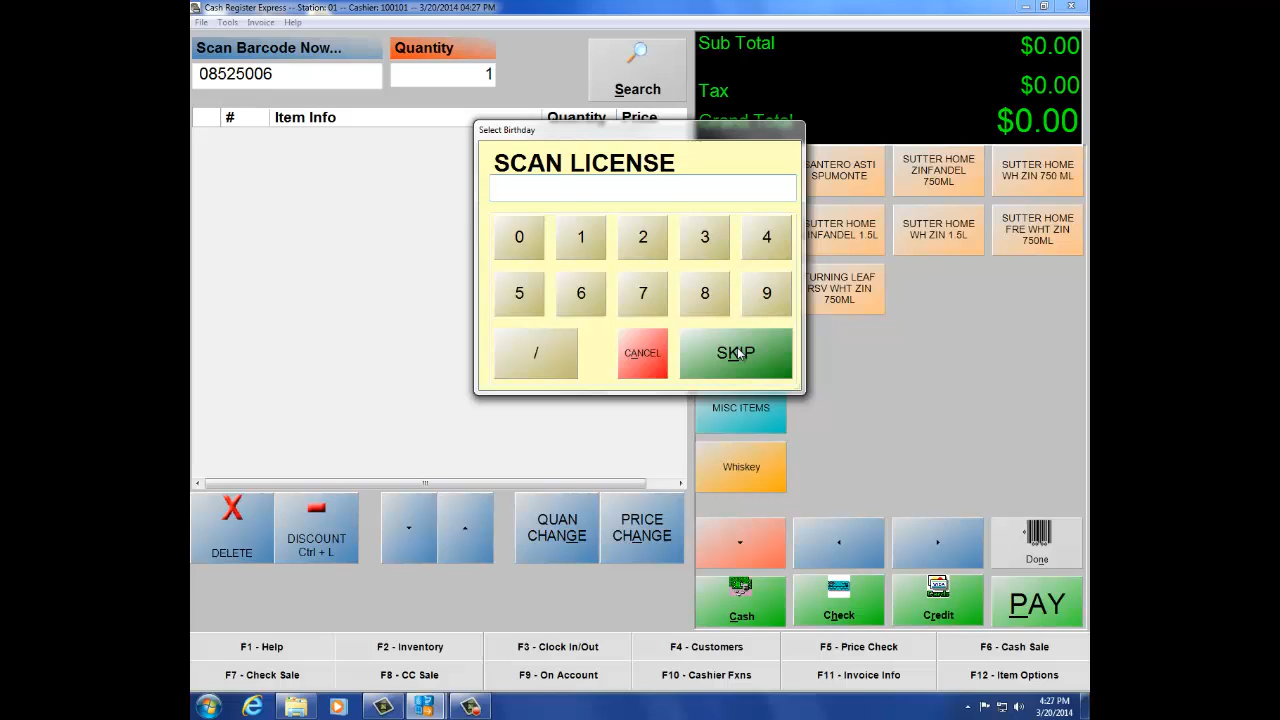 Cash Register Express -- Station: 01 -- Cashier: 100101 -- 3/20/2014 04:27 PM
File Tools Invoice Help
Scan Barcode Now...
Quantity
08525006
1
Search
Sub Total $0.00
Tax $0.00
Grand Total $0.00
# Item Info Quantity Price
Select Birthday
SCAN LICENSE
0 1 2 3 4
5 6 7 8 9
/ CANCEL SKIP
SUTTER HOME
ZINFANDEL
750ML
SUTTER HOME
WH ZIN 750 ML
ANTERO ASTI
SPUMONTE
SUTTER HOME
INFANDEL 1.5L
SUTTER HOME
WH ZIN 1.5L
SUTTER HOME
FRE WHT ZIN
750ML
TURNING LEAF
RSV WHT ZIN
750ML
MISC ITEMS
Whiskey
X
DELETE
DISCOUNT
Ctrl + L
QUAN
CHANGE
PRICE
CHANGE
Done
Cash
Check
Credit
PAY
F1 - Help
F2 - Inventory
F3 - Clock In/Out
F4 - Customers
F5 - Price Check
F6 - Cash Sale
F7 - Check Sale
F8 - CC Sale
F9 - On Account
F10 - Cashier Fxns
F11 - Invoice Info
F12 - Item Options
4:27 PM
3/20/2014